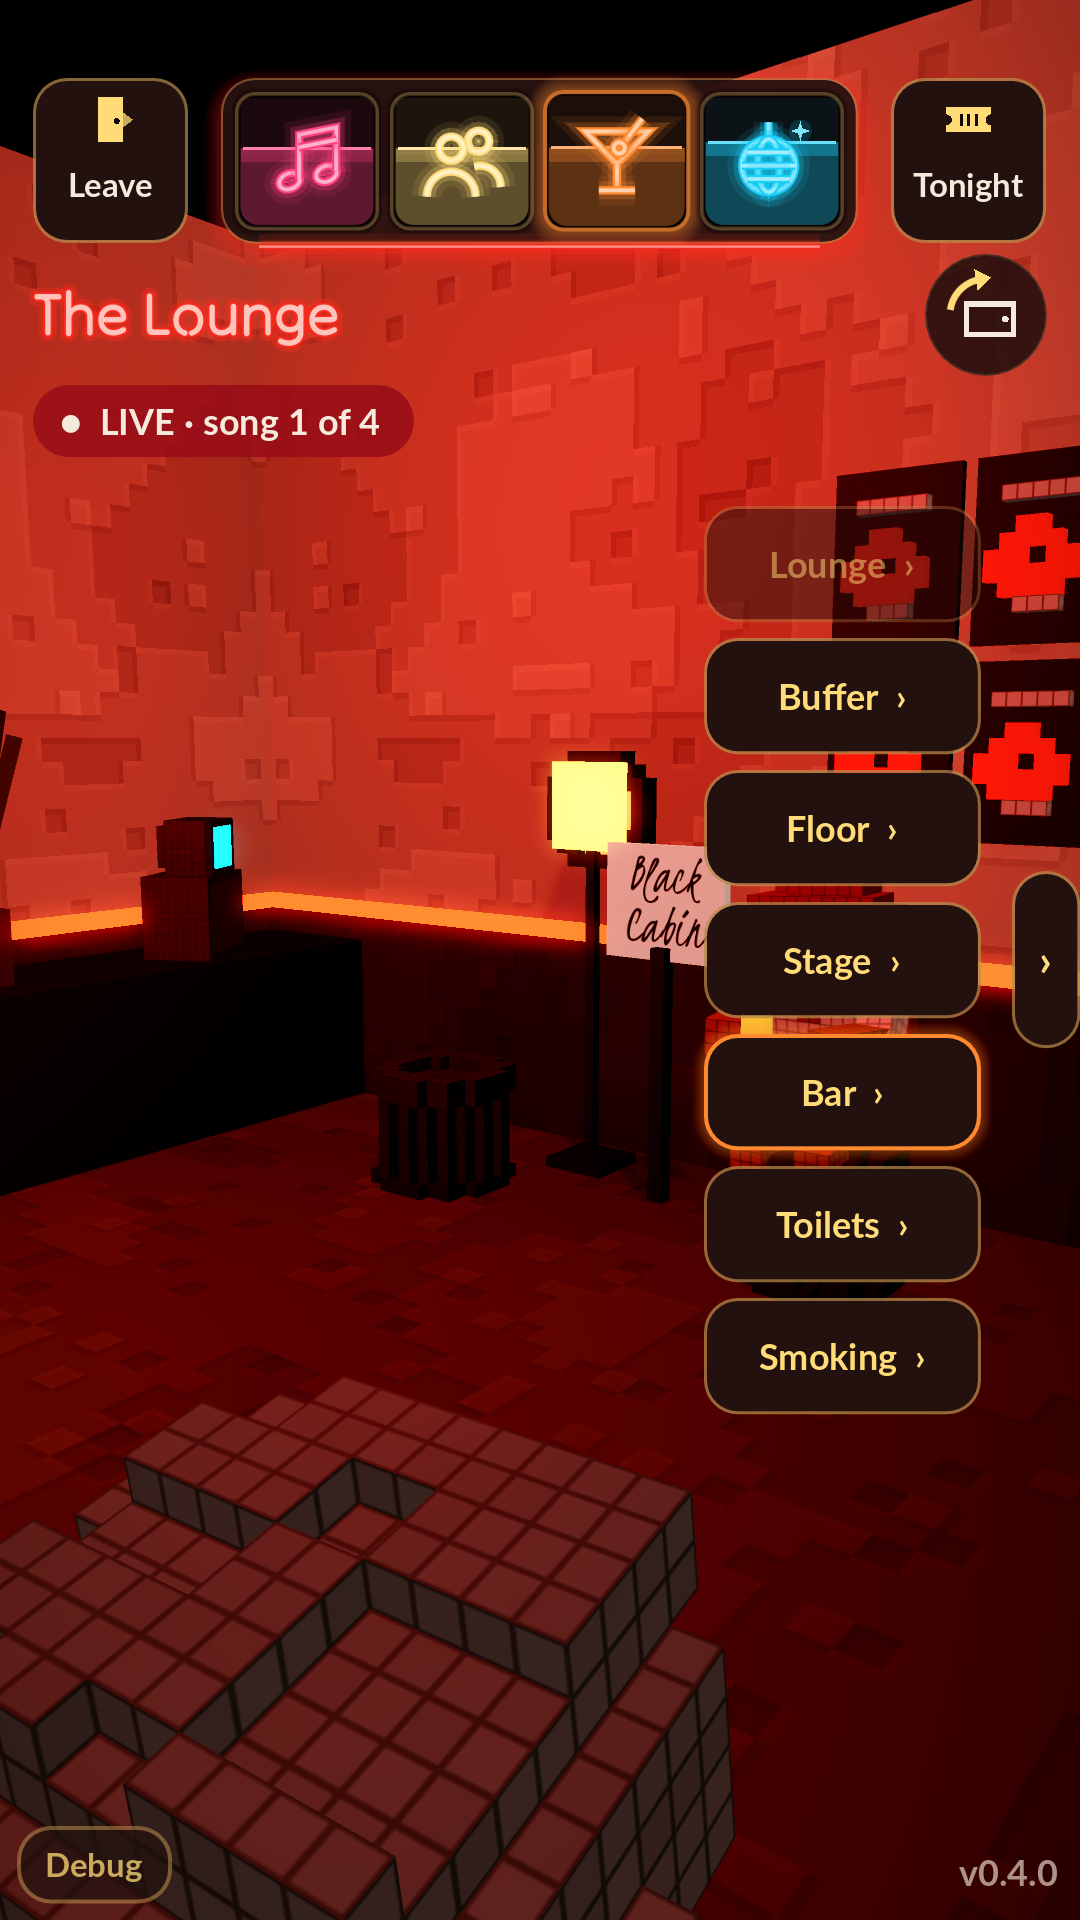 Leave
Tonight
The Lounge
LIVE · song 1 of 4
Lounge ›
Buffer ›
Floor ›
Black
Cabin
Stage ›
›
Bar ›
Toilets ›
Smoking ›
Debug
v0.4.0